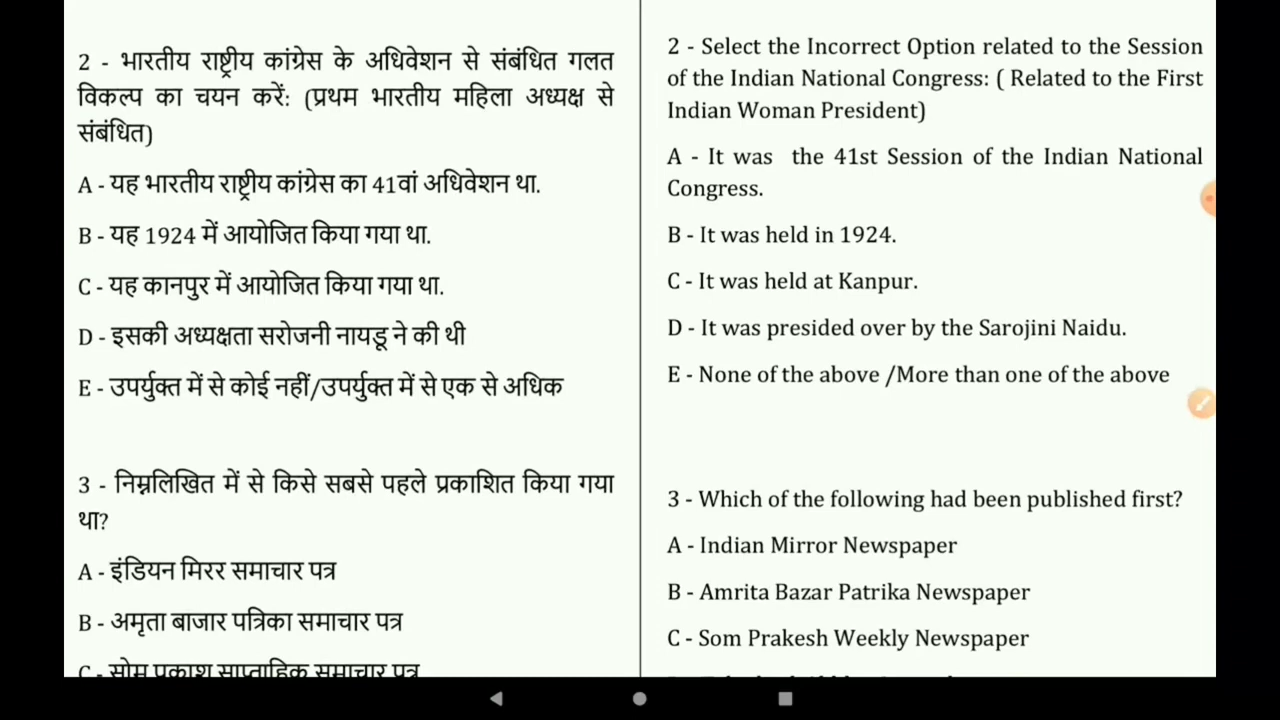 2 - भारतीय राष्ट्रीय कांग्रेस के अधिवेशन से संबंधित गलत
विकल्प का चयन करें: (प्रथम भारतीय महिला अध्यक्ष से
संबंधित)
A - यह भारतीय राष्ट्रीय कांग्रेस का 41वां अधिवेशन था.
B - यह 1924 में आयोजित किया गया था.
C - यह कानपुर में आयोजित किया गया था.
D - इसकी अध्यक्षता सरोजनी नायडू ने की थी
E - उपर्युक्त में से कोई नहीं/उपर्युक्त में से एक से अधिक
3 - निम्नलिखित में से किसे सबसे पहले प्रकाशित किया गया
था?
A - इंडियन मिरर समाचार पत्र
B - अमृता बाजार पत्रिका समाचार पत्र
C - सोम प्रकाश साप्ताहिक समाचार पत्र
2 - Select the Incorrect Option related to the Session
of the Indian National Congress: ( Related to the First
Indian Woman President)
A - It was the 41st Session of the Indian National
Congress.
B - It was held in 1924.
C - It was held at Kanpur.
D - It was presided over by the Sarojini Naidu.
E - None of the above /More than one of the above
3 - Which of the following had been published first?
A - Indian Mirror Newspaper
B - Amrita Bazar Patrika Newspaper
C - Som Prakesh Weekly Newspaper